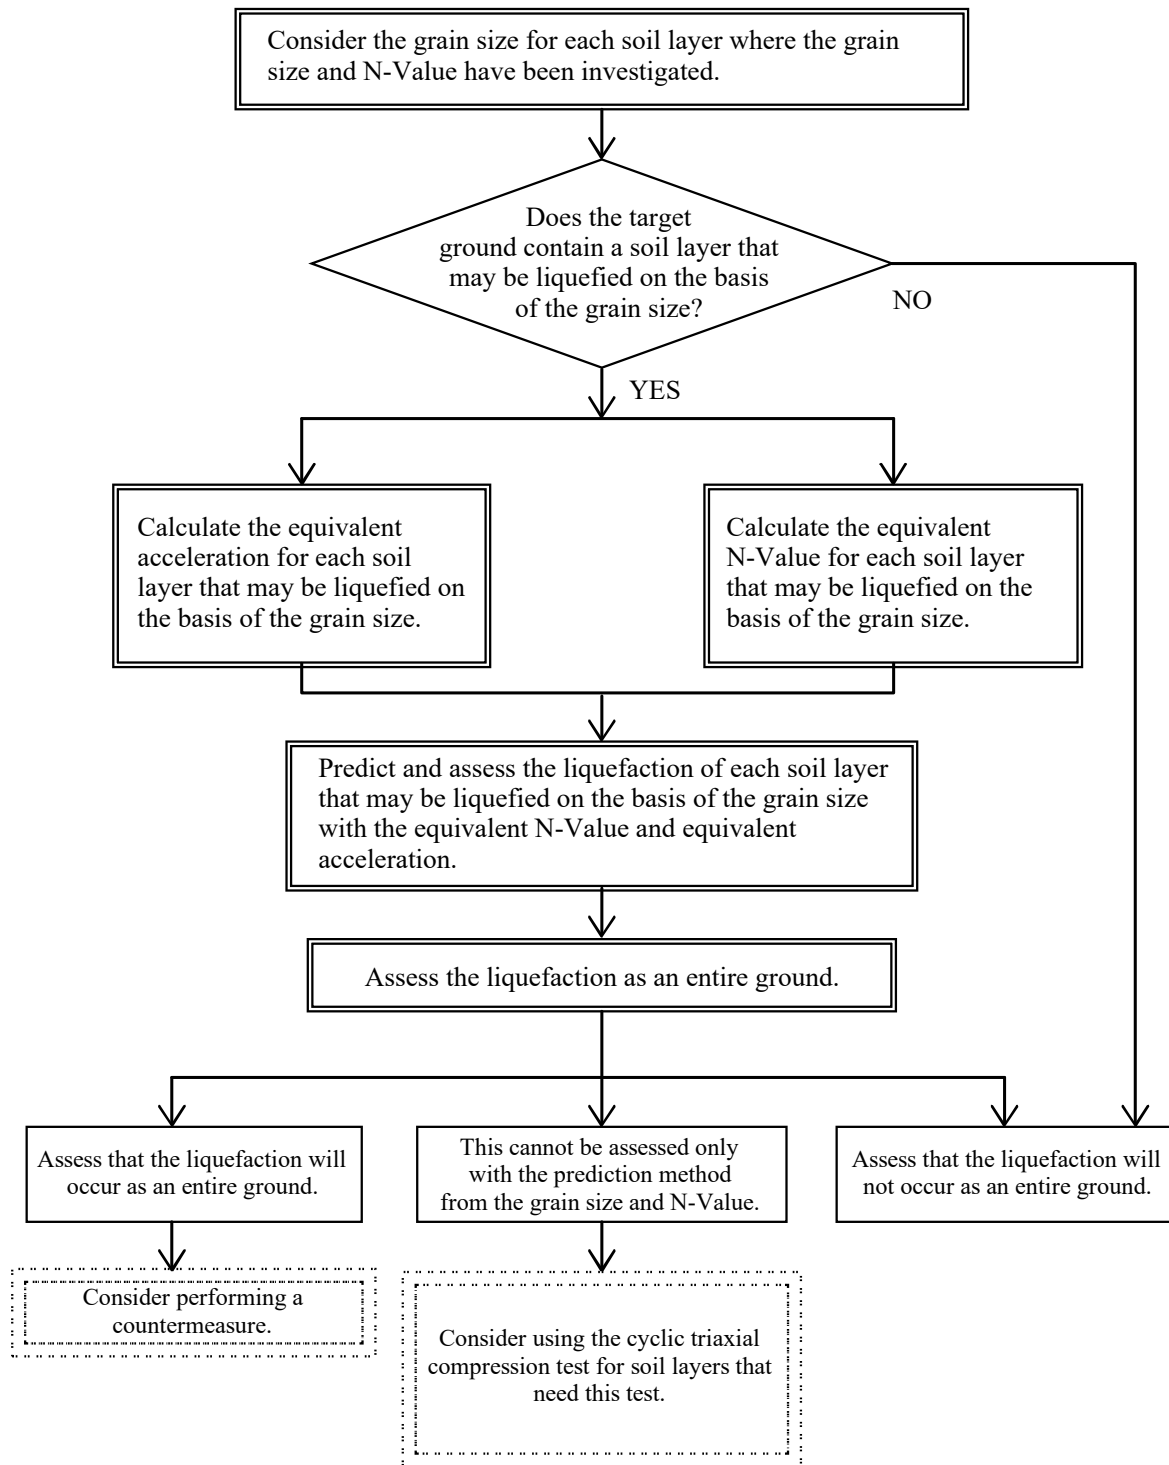 Consider the grain size for each soil layer where the grain
size and N-Value have been investigated.
Does the target
ground contain a soil layer that
may be liquefied on the basis
of the grain size?
NO
YES
Calculate the equivalent
acceleration for each soil
layer that may be liquefied on
the basis of the grain size.
Calculate the equivalent
N-Value for each soil layer
that may be liquefied on the
basis of the grain size.
Predict and assess the liquefaction of each soil layer
that may be liquefied on the basis of the grain size
with the equivalent N-Value and equivalent
acceleration.
Assess the liquefaction as an entire ground.
Assess that the liquefaction will
occur as an entire ground.
This cannot be assessed only
with the prediction method
from the grain size and N-Value.
Assess that the liquefaction will
not occur as an entire ground.
Consider performing a
countermeasure.
Consider using the cyclic triaxial
compression test for soil layers that
need this test.